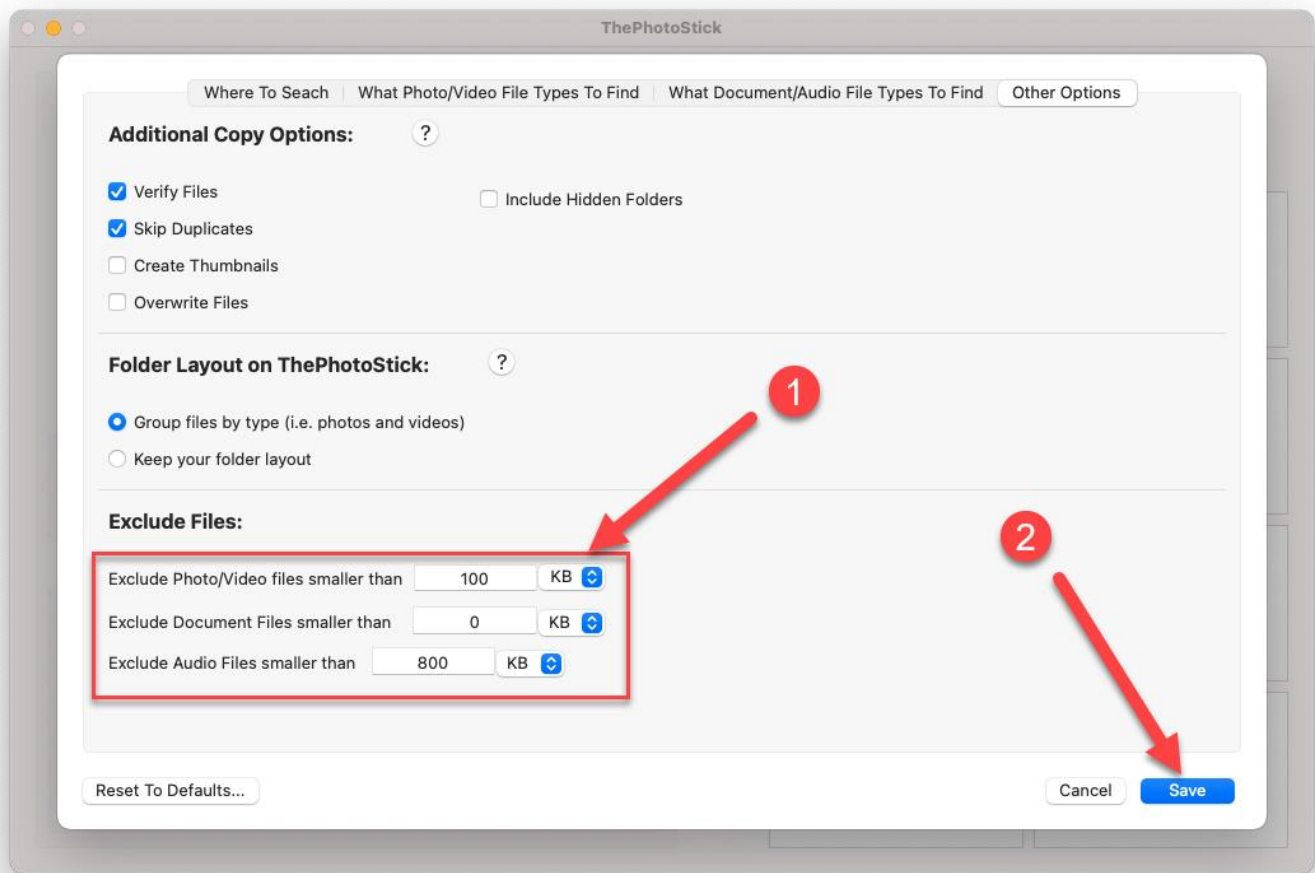 ThePhotoStick
Where To Seach What Photo/Video File Types To Find What Document/Audio File Types To Find Other Options
Additional Copy Options: ?
Verify Files
Include Hidden Folders
Skip Duplicates
Create Thumbnails
Overwrite Files
Folder Layout on ThePhotoStick: ?
1
Group files by type (i.e. photos and videos)
Keep your folder layout
Exclude Files:
2
Exclude Photo/Video files smaller than 100 KB
Exclude Document Files smaller than 0 KB
Exclude Audio Files smaller than 800 KB
Reset To Defaults... Cancel Save